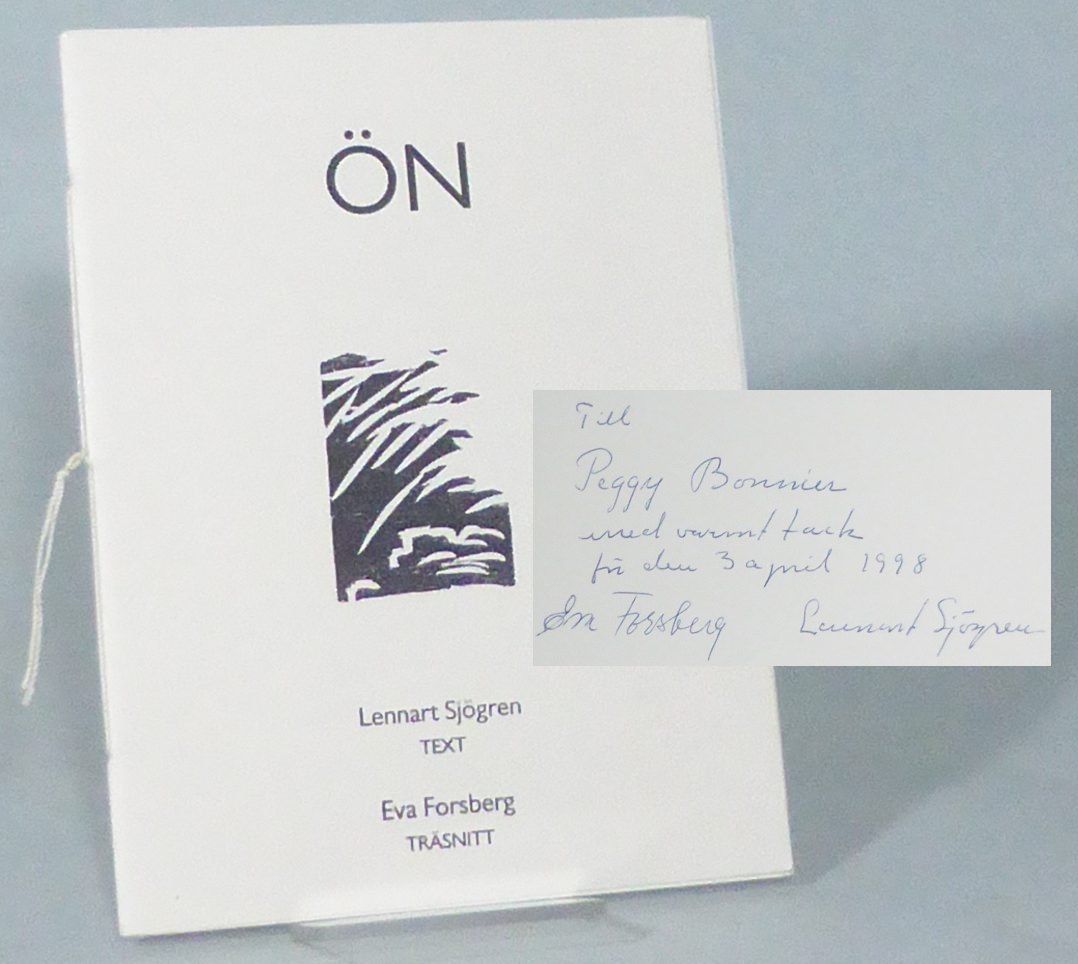 ÖN
Lennart Sjögren
TEXT
Eva Forsberg
TRÄSNITT
Till
Peggy Bonnier
med varmt tack
för den 3 april 1998
Eva Forsberg Lennart Sjögren